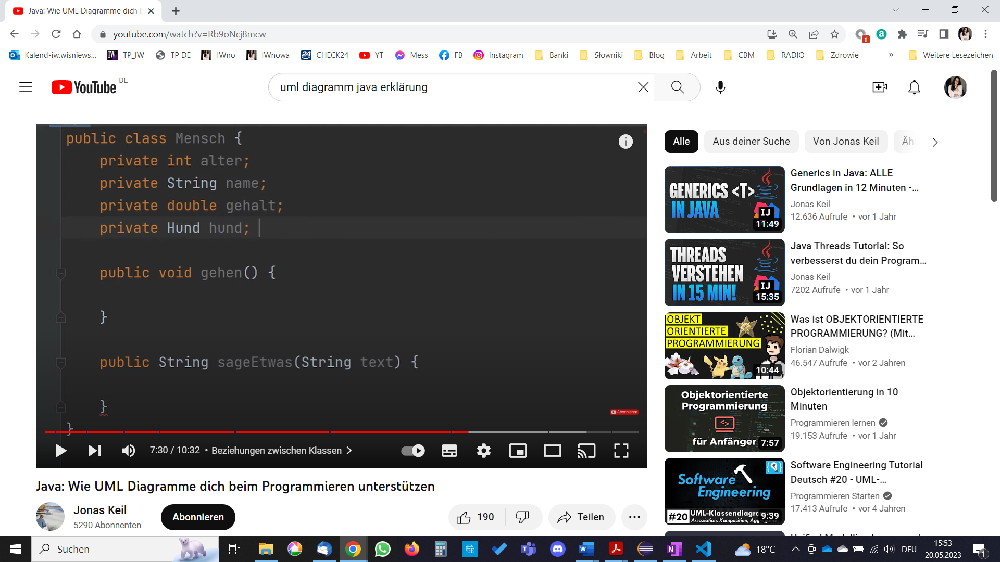 Java: Wie UML Diagramme dich b
youtube.com/watch?v=Rb9oNcj8mcw
1
Kalend-iw.wisniews...
TP_IW
TP DE
IWno
IWnowa
CHECK24
YT
Mess
FB
Instagram
Banki
Słowniki
Blog
Arbeit
CBM
RADIO
Zdrowie
»
Weitere Lesezeichen
YouTube DE
uml diagramm java erklärung
public class Mensch {
private int alter;
private String name;
private double gehalt;
private Hund hund;
public void gehen() {
}
public String sageEtwas(String text) {
}
}
Abonnieren
7:30 / 10:32 • Beziehungen zwischen Klassen
Java: Wie UML Diagramme dich beim Programmieren unterstützen
Jonas Keil
5290 Abonnenten
Abonnieren
190
Teilen
Alle
Aus deiner Suche
Von Jonas Keil
Äh
GENERICS <T>
IN JAVA
IJ
11:49
Generics in Java: ALLE
Grundlagen in 12 Minuten -...
Jonas Keil
12.636 Aufrufe • vor 1 Jahr
THREADS
VERSTEHEN
IN 15 MIN!
IJ
15:35
Java Threads Tutorial: So
verbesserst du dein Program...
Jonas Keil
7202 Aufrufe • vor 1 Jahr
OBJEKT
ORIENTIERTE
PROGRAMMIERUNG
10:44
Was ist OBJEKTORIENTIERTE
PROGRAMMIERUNG? (Mit...
Florian Dalwigk
46.547 Aufrufe • vor 2 Jahren
Objektorientierte
Programmierung
für Anfänger
7:57
Objektorientierung in 10
Minuten
Programmieren lernen
19.153 Aufrufe • vor 1 Jahr
Software
Engineering
#20
UML-Klassendiagr
Assoziation, Komposition, Agg
9:39
Software Engineering Tutorial
Deutsch #20 - UML-...
Programmieren Starten
17.413 Aufrufe • vor 4 Jahren
Suchen
24
18°C
DEU
15:53
20.05.2023
1